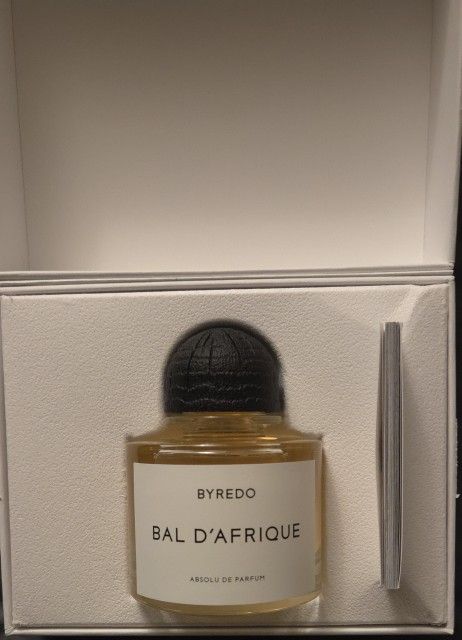 BYREDO
BAL D'AFRIQUE
ABSOLU DE PARFUM